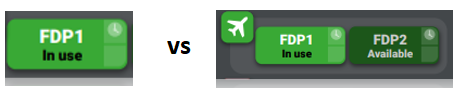 FDP1
In use
vs
FDP1
In use
FDP2
Available